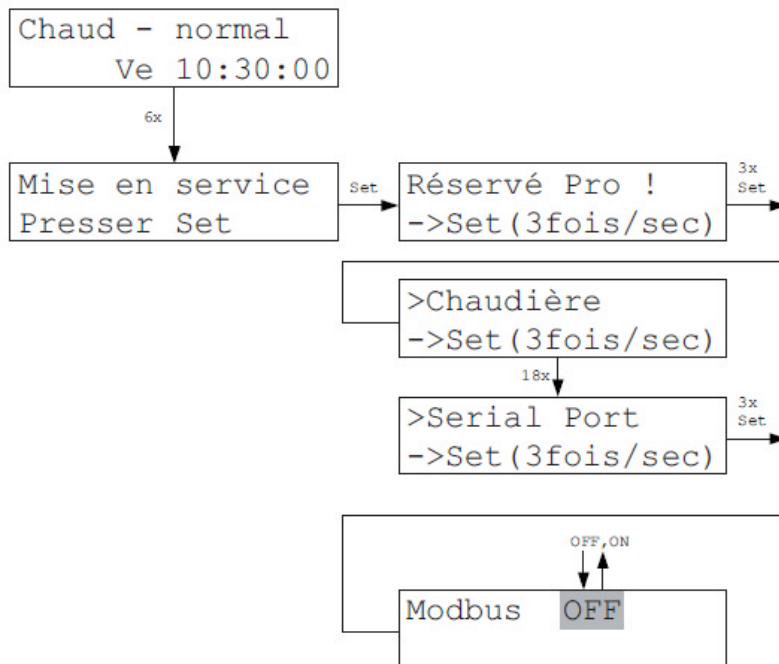 Chaud - normal
Ve 10:30:00
6x
Mise en service
Presser Set
Set
Réservé Pro !
->Set(3fois/sec)
3x
Set
>Chaudière
->Set(3fois/sec)
18x
>Serial Port
->Set(3fois/sec)
3x
Set
OFF,ON
Modbus OFF